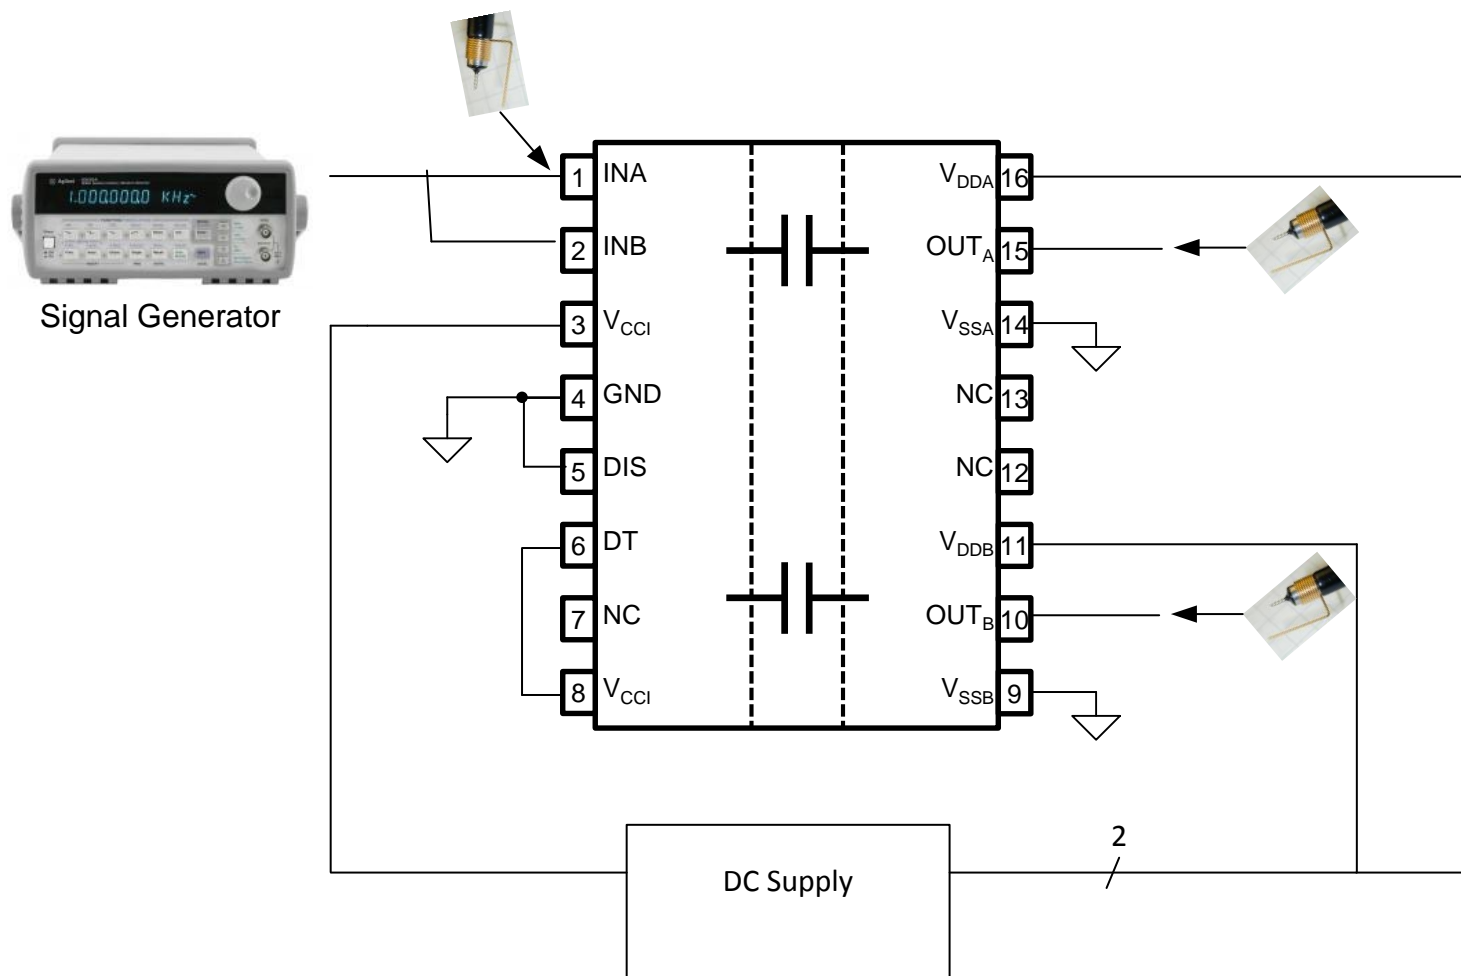 Agilent
1.000,000,0 KHz~
Signal Generator
1 INA
2 INB
3 VCCI
4 GND
5 DIS
6 DT
7 NC
8 VCCI
VDDA 16
OUTA 15
VSSA 14
NC 13
NC 12
VDDB 11
OUTB 10
VSSB 9
DC Supply
2